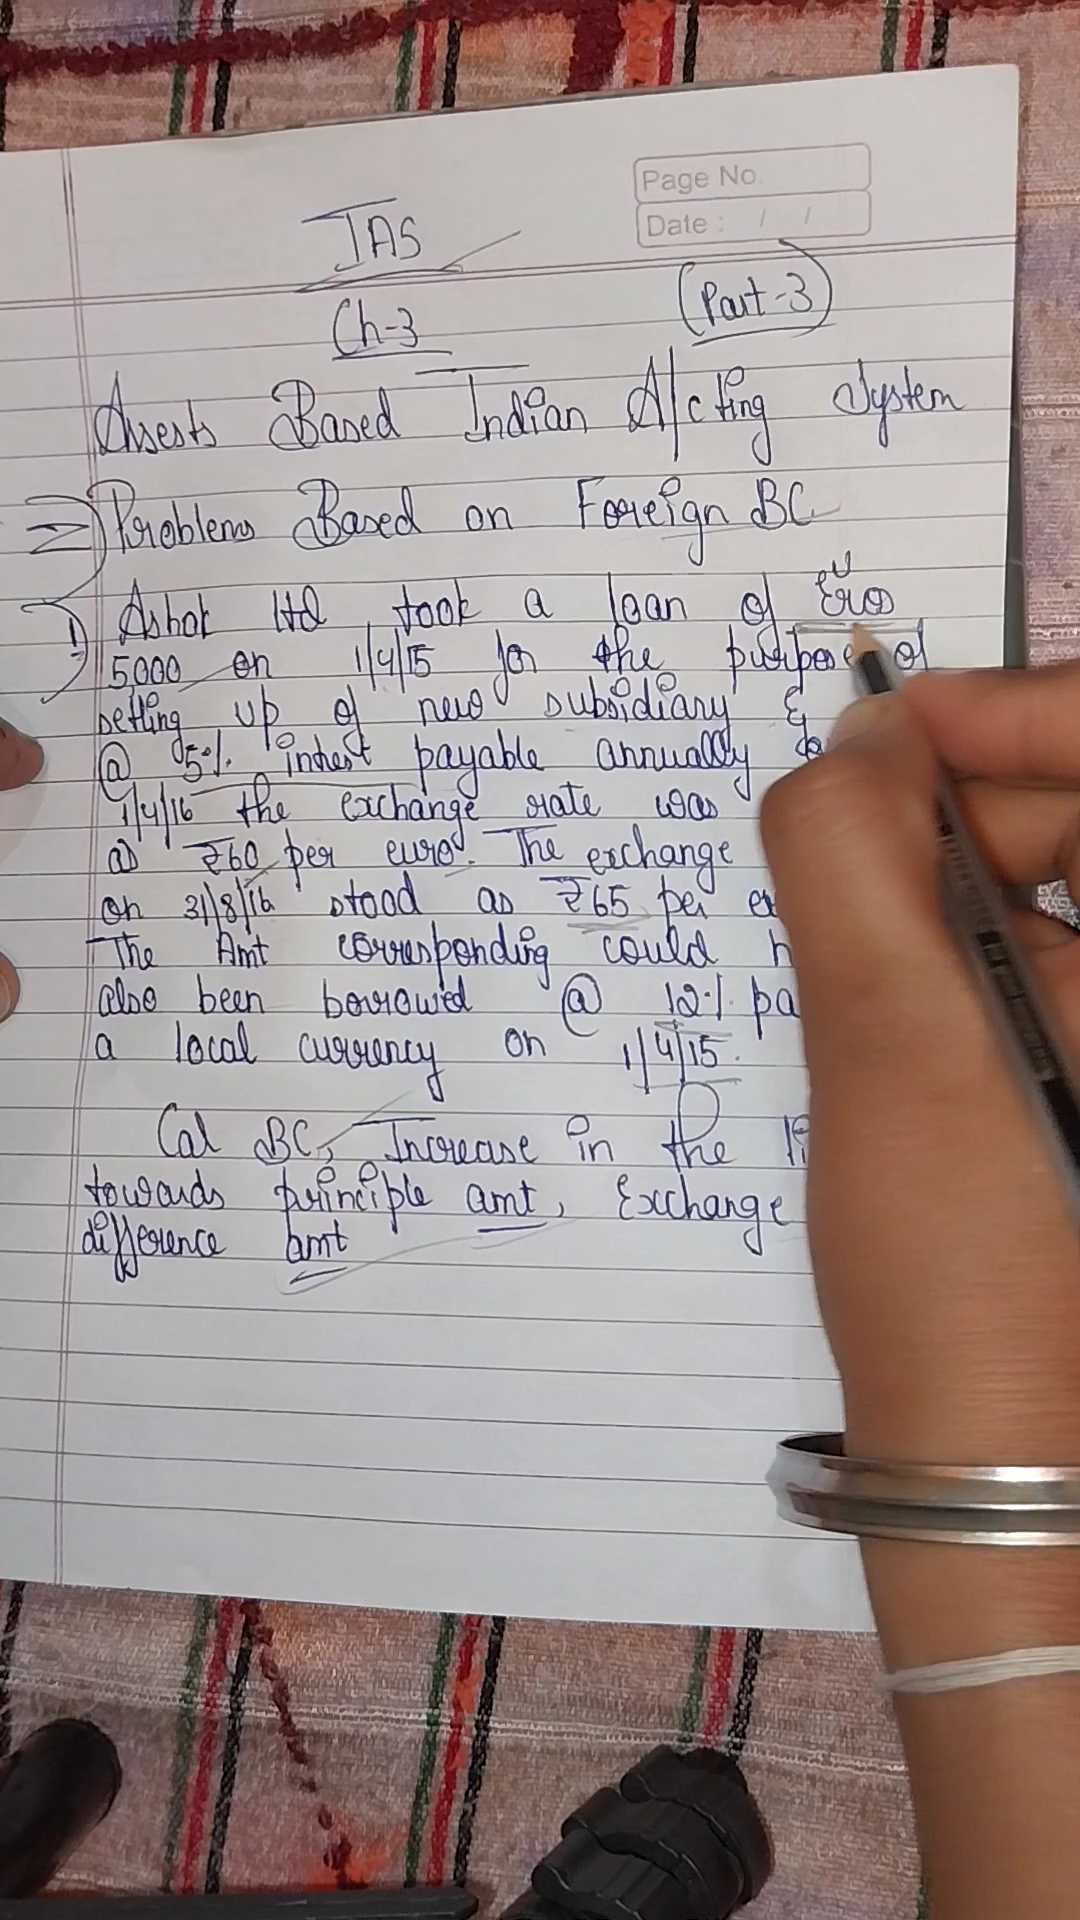 Page No.
Date : / /
IAS
Ch-3
(Part-3)
Assests Based Indian A/cting System
Problems Based on Foreign BC
1) Ashok ltd took a loan of Euro
5000 on 1/4/15 for the purpose of
setting up of new subsidiary &
@ 5% interest payable annually
1/4/16 the exchange rate was
as ₹60 per euro. The exchange
on 31/8/16 stood as ₹65 per
The Amt corresponding could
also been borrowed @ 12% pa
a local currency on 1/4/15.
Cal BC, Increase in the
towards principle amt, Exchange
difference amt